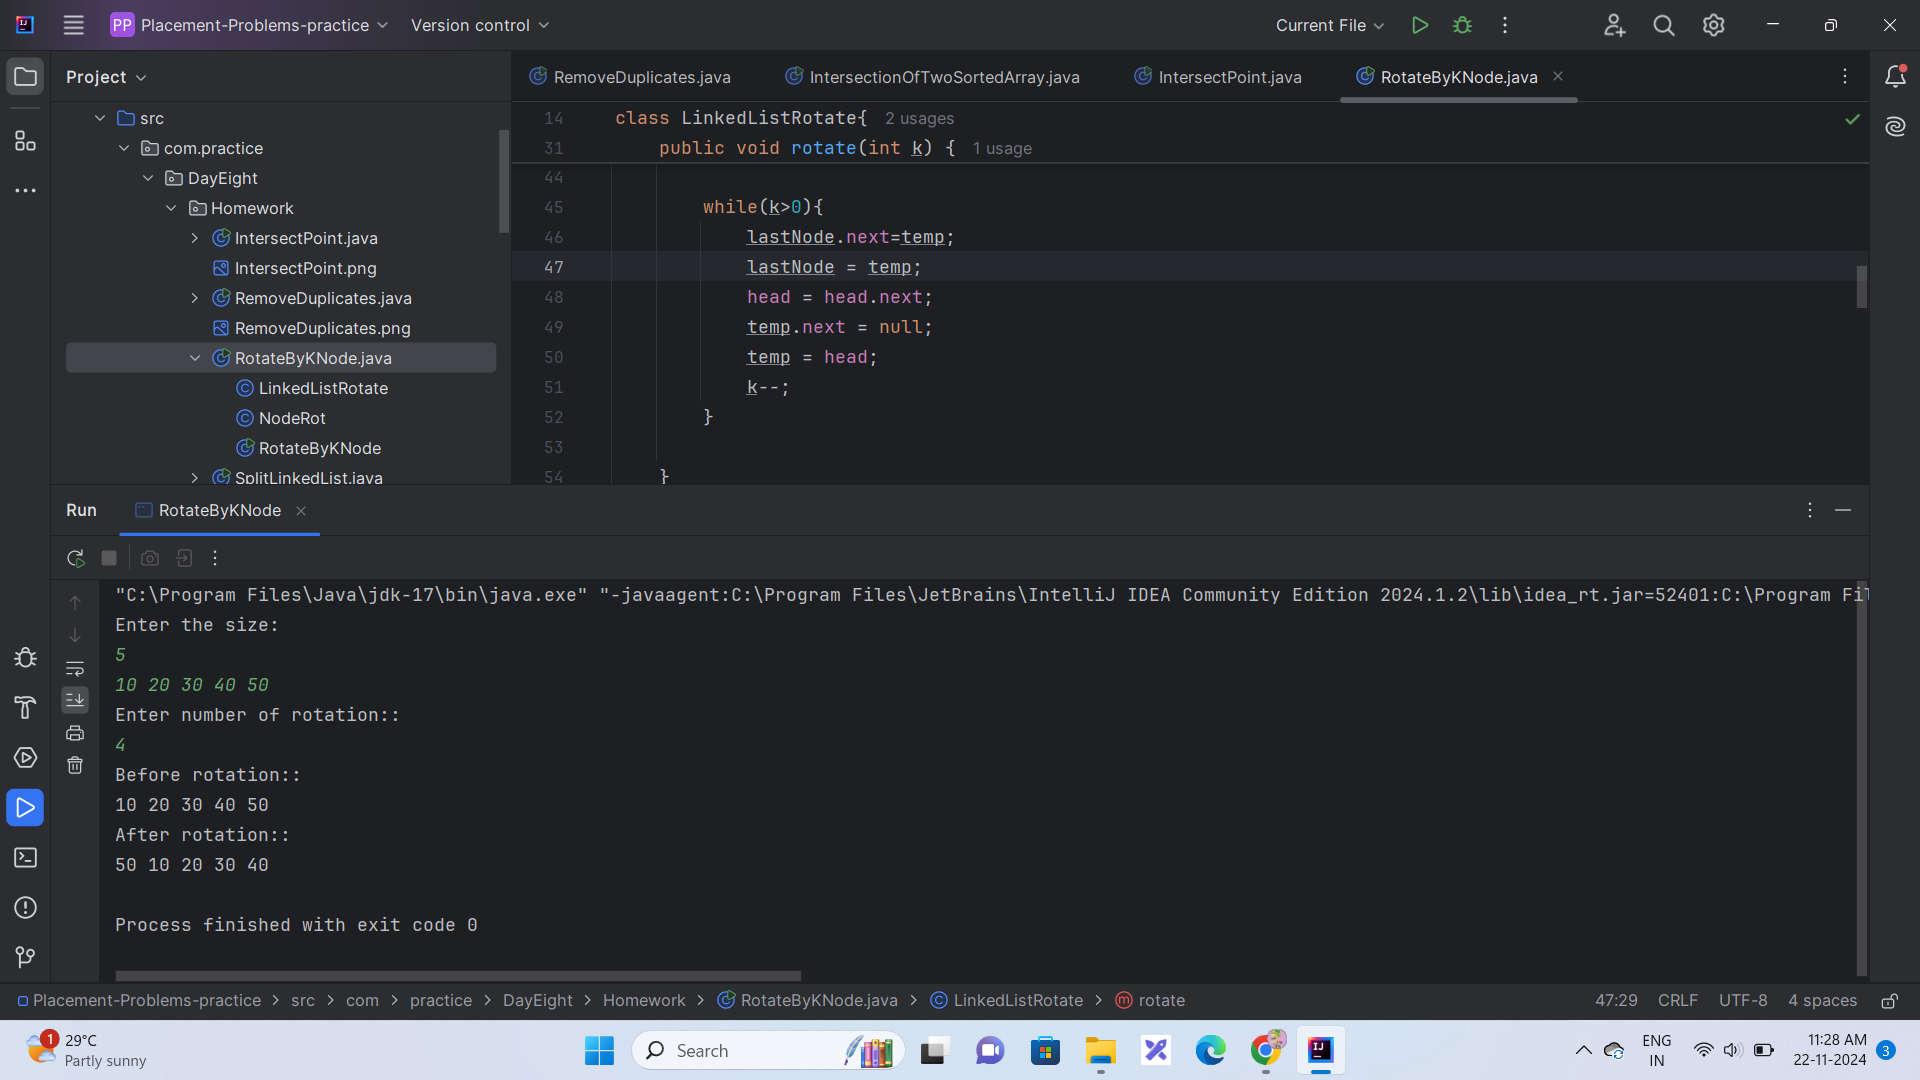 PP Placement-Problems-practice Version control Current File
Project
src
com.practice
DayEight
Homework
IntersectPoint.java
IntersectPoint.png
RemoveDuplicates.java
RemoveDuplicates.png
RotateByKNode.java
LinkedListRotate
NodeRot
RotateByKNode
SplitLinkedList.java
RemoveDuplicates.java IntersectionOfTwoSortedArray.java IntersectPoint.java RotateByKNode.java
14 class LinkedListRotate{ 2 usages
31 public void rotate(int k) { 1 usage
44
45 while(k>0){
46 lastNode.next=temp;
47 lastNode = temp;
48 head = head.next;
49 temp.next = null;
50 temp = head;
51 k--;
52 }
53
54 }
Run RotateByKNode
"C:\Program Files\Java\jdk-17\bin\java.exe" "-javaagent:C:\Program Files\JetBrains\IntelliJ IDEA Community Edition 2024.1.2\lib\idea_rt.jar=52401:C:\Program Fil
Enter the size:
5
10 20 30 40 50
Enter number of rotation::
4
Before rotation::
10 20 30 40 50
After rotation::
50 10 20 30 40
Process finished with exit code 0
Placement-Problems-practice > src > com > practice > DayEight > Homework > RotateByKNode.java > LinkedListRotate > rotate 47:29 CRLF UTF-8 4 spaces
1 29°C
Partly sunny
Search
ENG
IN
11:28 AM
22-11-2024
3